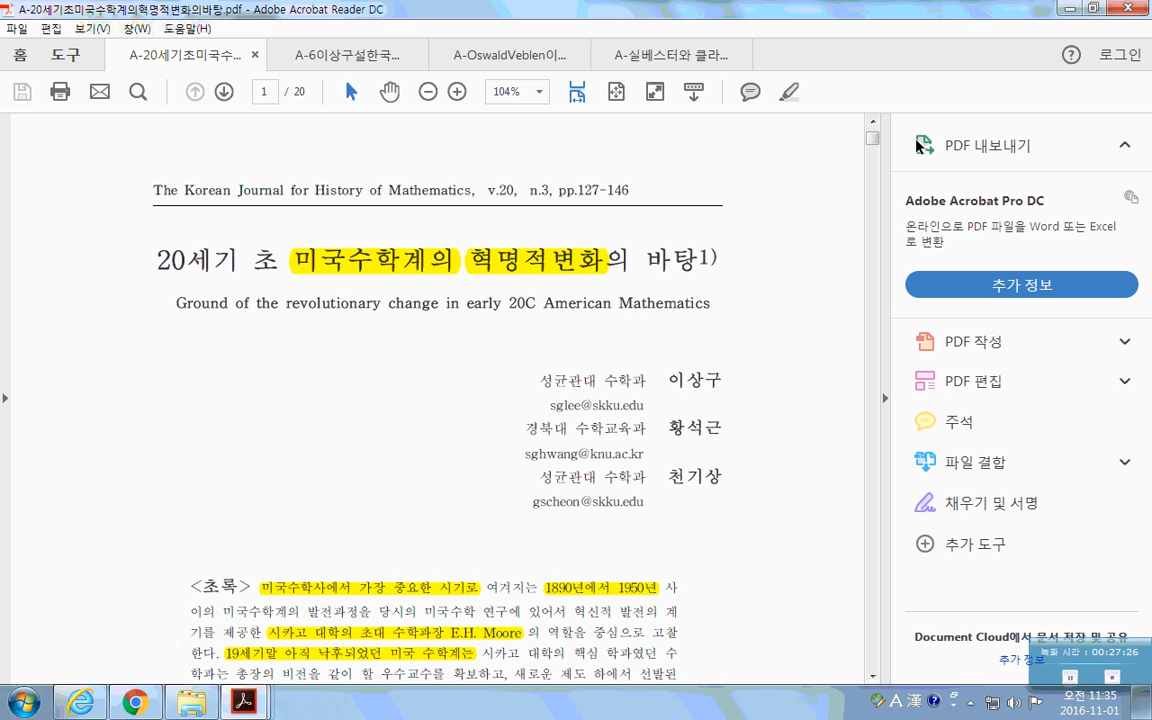 A-20세기초미국수학계의혁명적변화의바탕.pdf - Adobe Acrobat Reader DC
파일 편집 보기(V) 창(W) 도움말(H)
홈 도구 A-20세기초미국수... × A-6이상구설한국... A-OswaldVeblen이... A-실베스터와 클라... 로그인
1 / 20 104%
The Korean Journal for History of Mathematics, v.20, n.3, pp.127-146
20세기 초 미국수학계의 혁명적변화의 바탕1)
Ground of the revolutionary change in early 20C American Mathematics
성균관대 수학과 이상구
sglee@skku.edu
경북대 수학교육과 황석근
sghwang@knu.ac.kr
성균관대 수학과 천기상
gscheon@skku.edu
<초록> 미국수학사에서 가장 중요한 시기로 여겨지는 1890년에서 1950년 사
이의 미국수학계의 발전과정을 당시의 미국수학 연구에 있어서 혁신적 발전의 계
기를 제공한 시카고 대학의 초대 수학과장 E.H. Moore 의 역할을 중심으로 고찰
한다. 19세기말 아직 낙후되었던 미국 수학계는 시카고 대학의 핵심 학과였던 수
학과는 총장의 비전을 같이 할 우수교수를 확보하고, 새로운 제도 하에서 선발된
PDF 내보내기
Adobe Acrobat Pro DC
온라인으로 PDF 파일을 Word 또는 Excel
로 변환
추가 정보
PDF 작성
PDF 편집
주석
파일 결합
채우기 및 서명
추가 도구
Document Cloud에서 문서 저장 및 공유
추가 정보
녹화 시간 : 00:27:26
A 漢
오전 11:35
2016-11-01